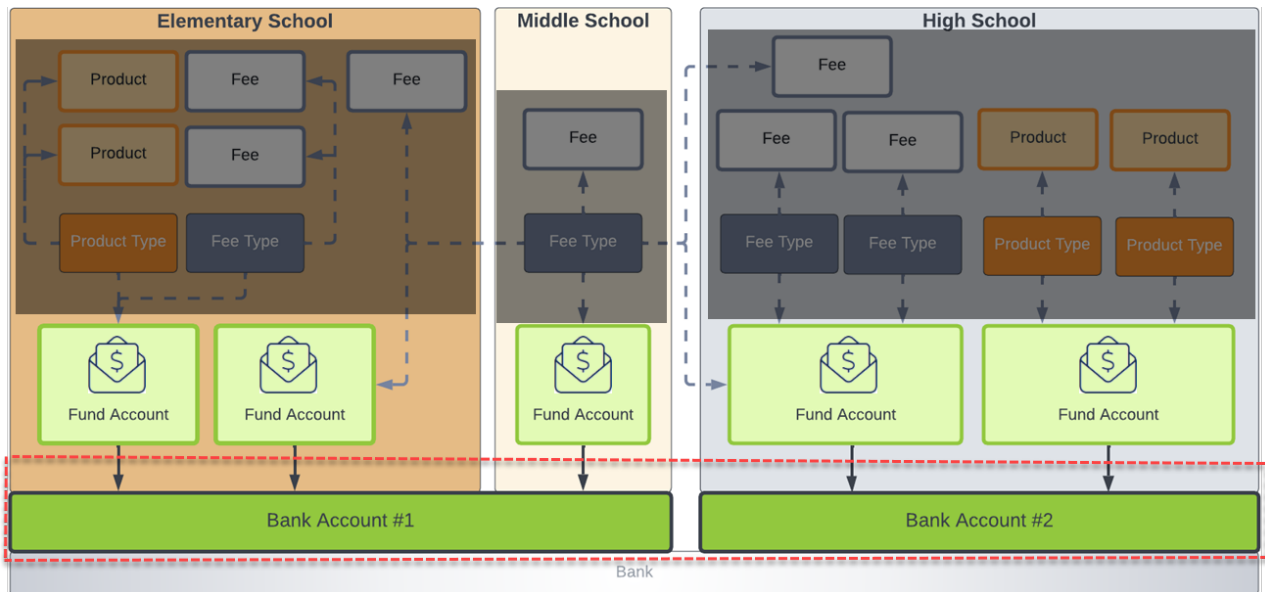 Elementary School
Middle School
High School
Product
Fee
Fee
Fee
Fee
Fee
Fee
Product
Product
Product
Fee
Product Type
Fee Type
Fee Type
Fee Type
Fee Type
Product Type
Product Type
$
$
$
$
$
Fund Account
Fund Account
Fund Account
Fund Account
Fund Account
Bank Account #1
Bank Account #2
Bank